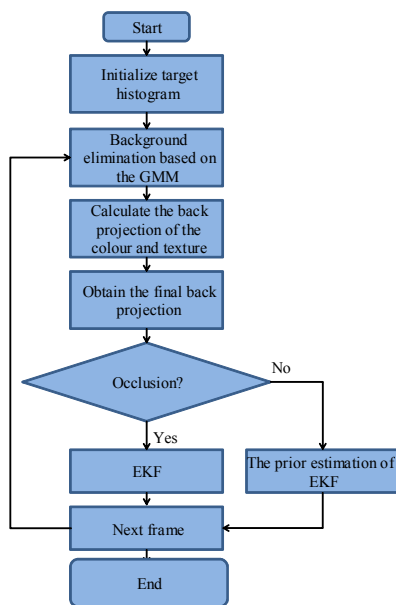 Start
Initialize target
histogram
Background
elimination based on
the GMM
Calculate the back
projection of the
colour and texture
Obtain the final back
projection
Occlusion?
No
Yes
EKF
The prior estimation of
EKF
Next frame
End